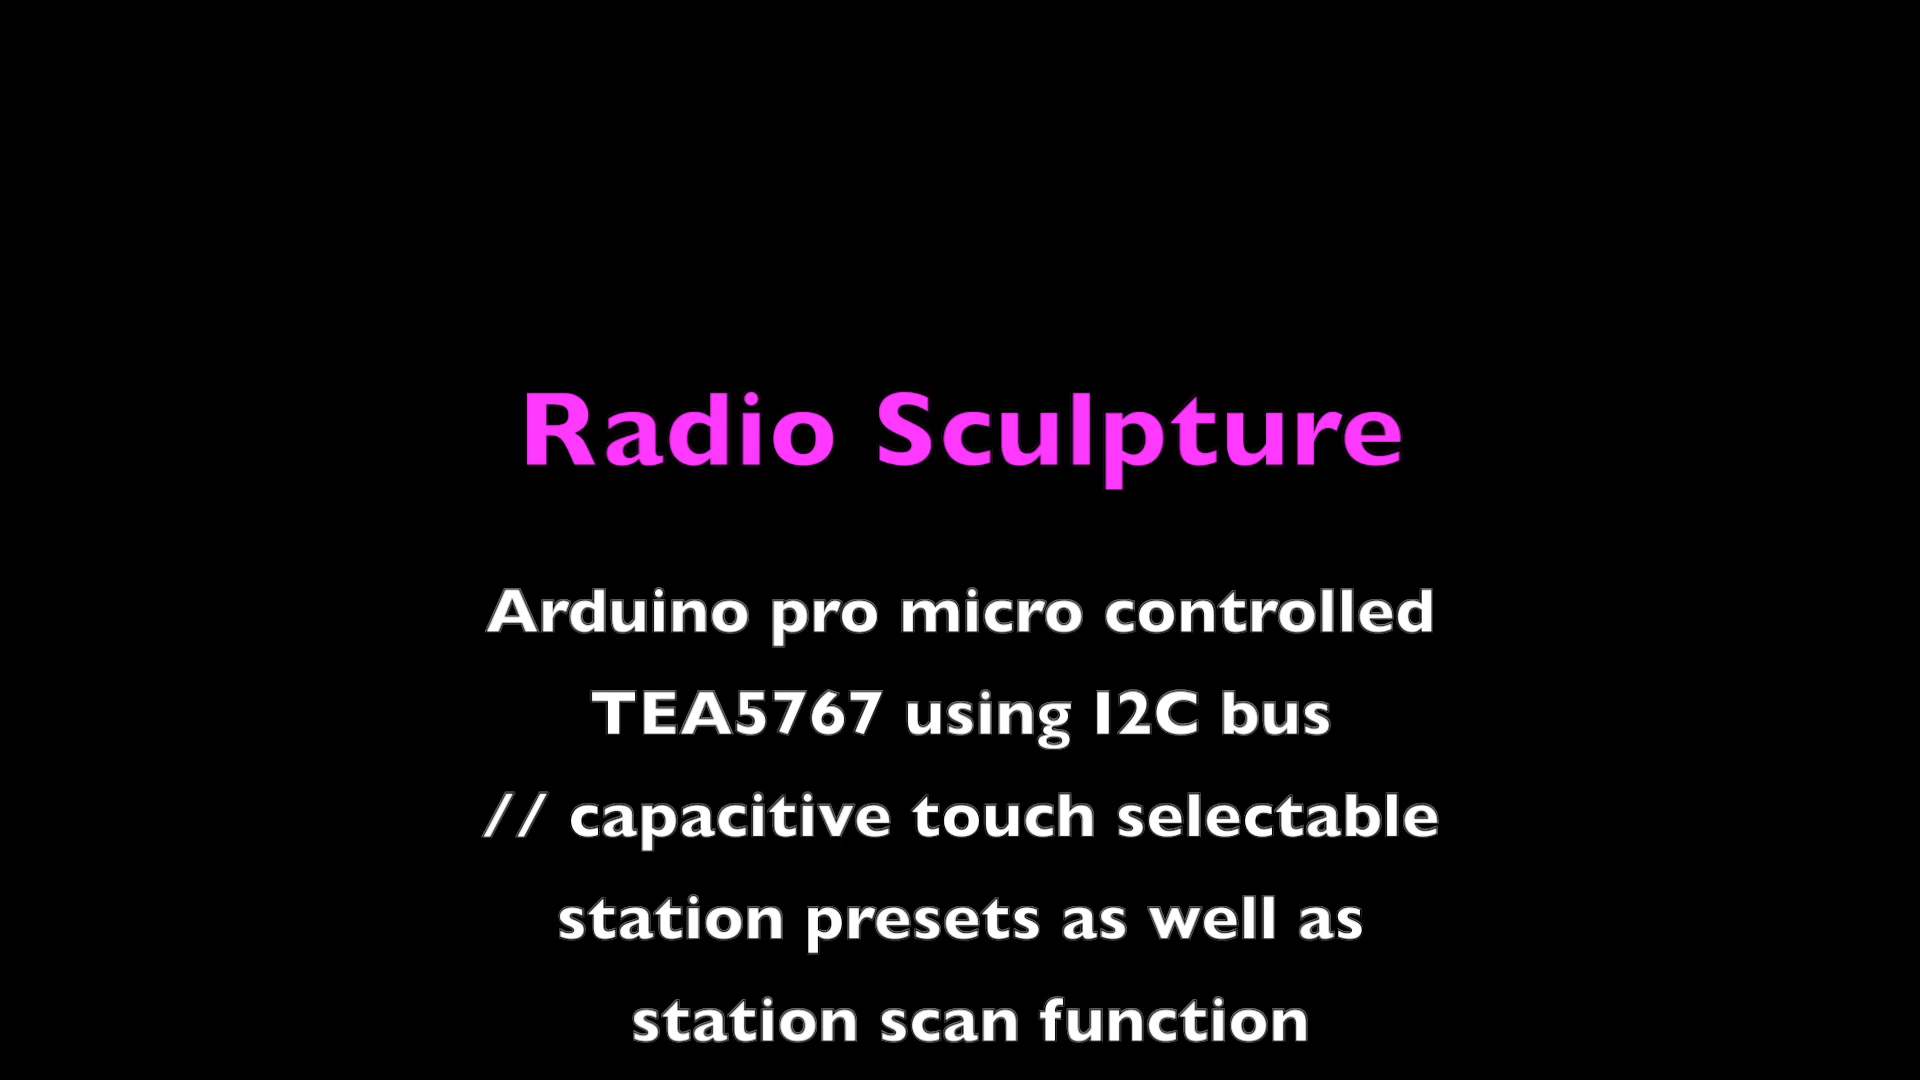 Radio Sculpture
Arduino pro micro controlled
TEA5767 using I2C bus
// capacitive touch selectable
station presets as well as
station scan function